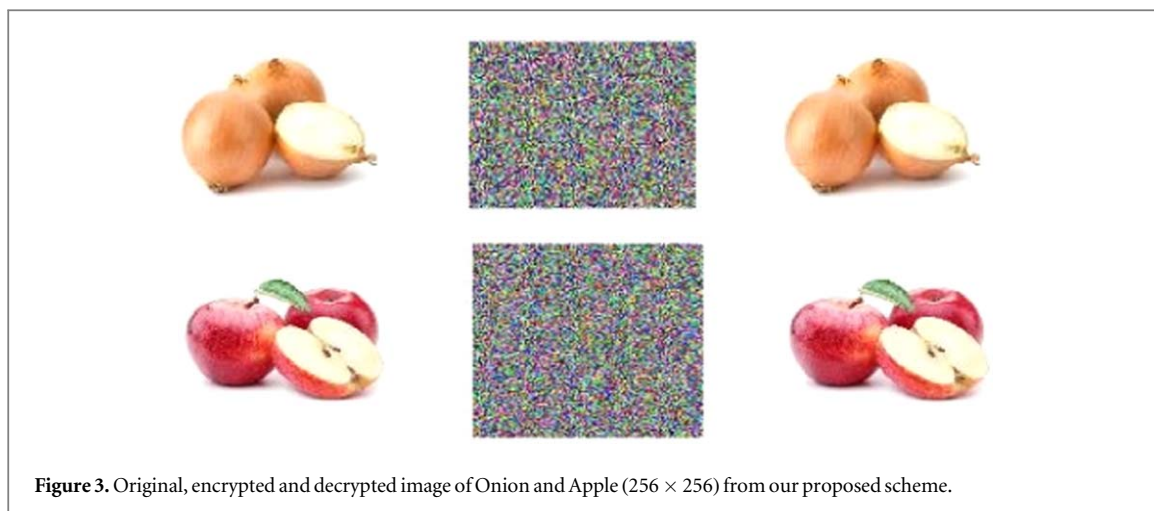 Figure 3. Original, encrypted and decrypted image of Onion and Apple (256 × 256) from our proposed scheme.